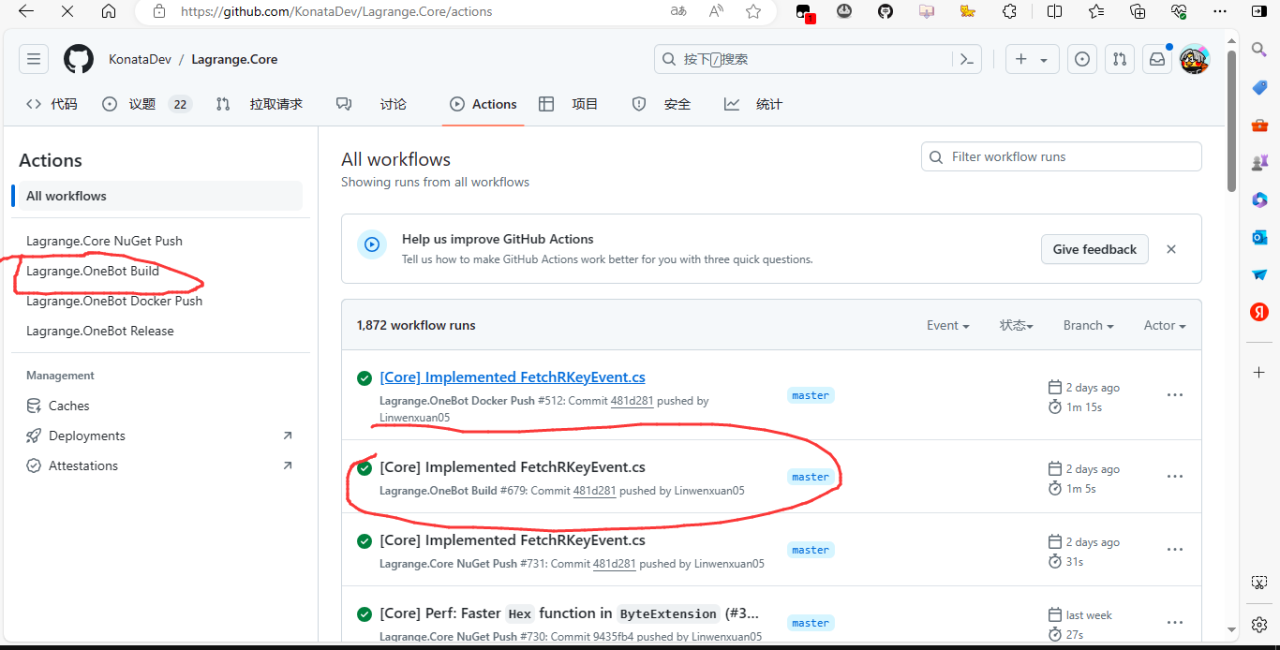 https://github.com/KonataDev/Lagrange.Core/actions
KonataDev / Lagrange.Core
按下/搜索
代码
议题 22
拉取请求
讨论
Actions
项目
安全
统计
Actions
All workflows
Lagrange.Core NuGet Push
Lagrange.OneBot Build
Lagrange.OneBot Docker Push
Lagrange.OneBot Release
Management
Caches
Deployments
Attestations
All workflows
Showing runs from all workflows
Filter workflow runs
Help us improve GitHub Actions
Tell us how to make GitHub Actions work better for you with three quick questions.
Give feedback
1,872 workflow runs
Event
状态
Branch
Actor
[Core] Implemented FetchRKeyEvent.cs
Lagrange.OneBot Docker Push #512: Commit 481d281 pushed by
Linwenxuan05
master
2 days ago
1m 15s
[Core] Implemented FetchRKeyEvent.cs
Lagrange.OneBot Build #679: Commit 481d281 pushed by Linwenxuan05
master
2 days ago
1m 5s
[Core] Implemented FetchRKeyEvent.cs
Lagrange.Core NuGet Push #731: Commit 481d281 pushed by Linwenxuan05
master
2 days ago
31s
[Core] Perf: Faster Hex function in ByteExtension (#3...
Lagrange.Core NuGet Push #730: Commit 9435fb4 pushed by Linwenxuan05
master
last week
27s